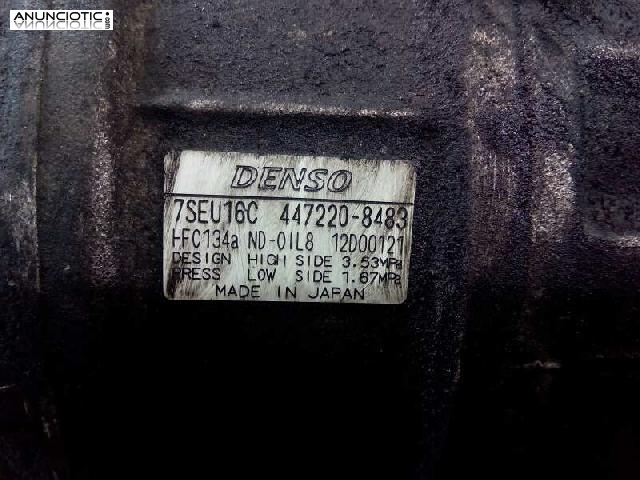 ANUNCIOTIC
.com
DENSO
7SEU16C 447220-8483
HFC134a ND-OIL8 12D00121
DESIGN HIGH SIDE 3.53MPa
PRESS LOW SIDE 1.67MPa
MADE IN JAPAN